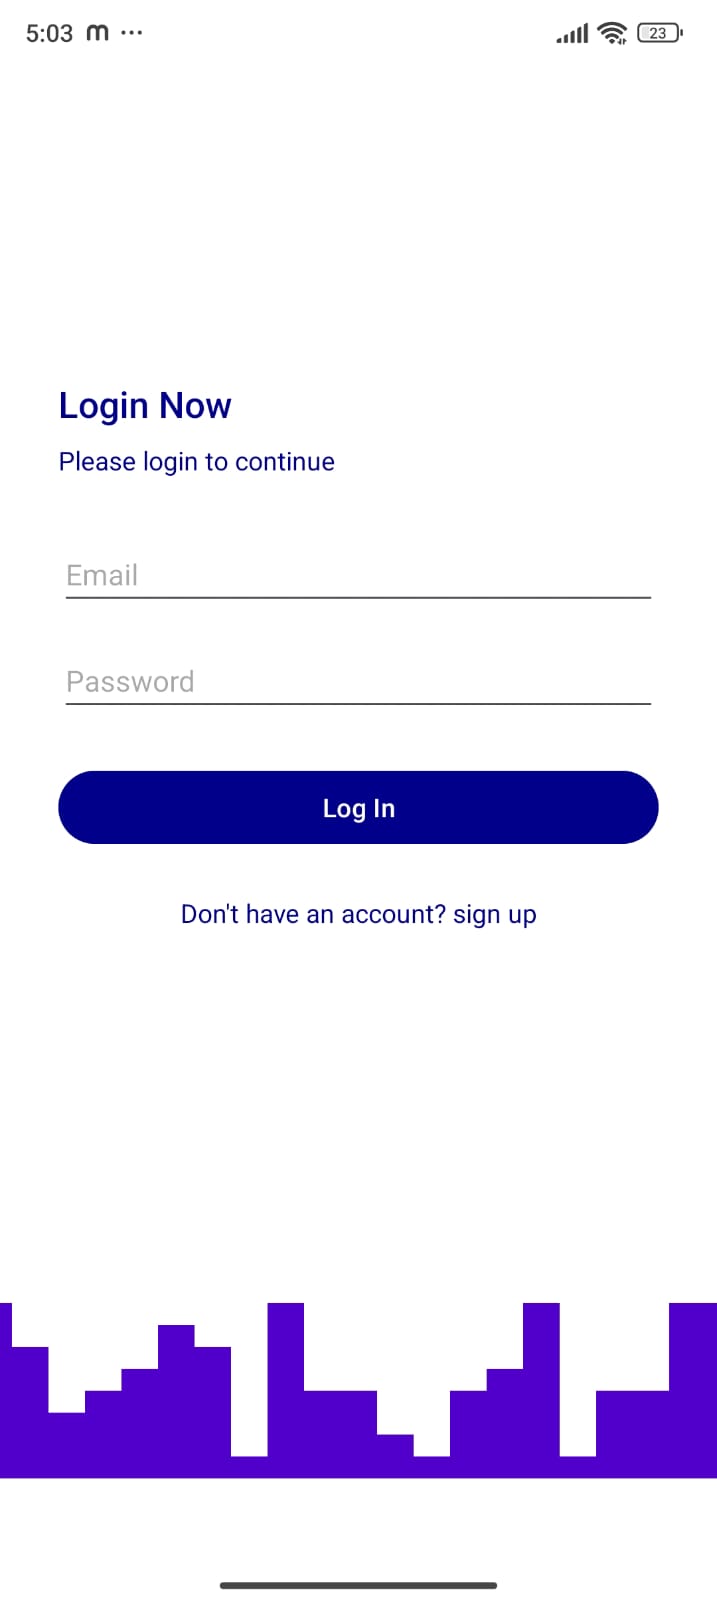 5:03 m ...
23
Login Now
Please login to continue
Email
Password
Log In
Don't have an account? sign up